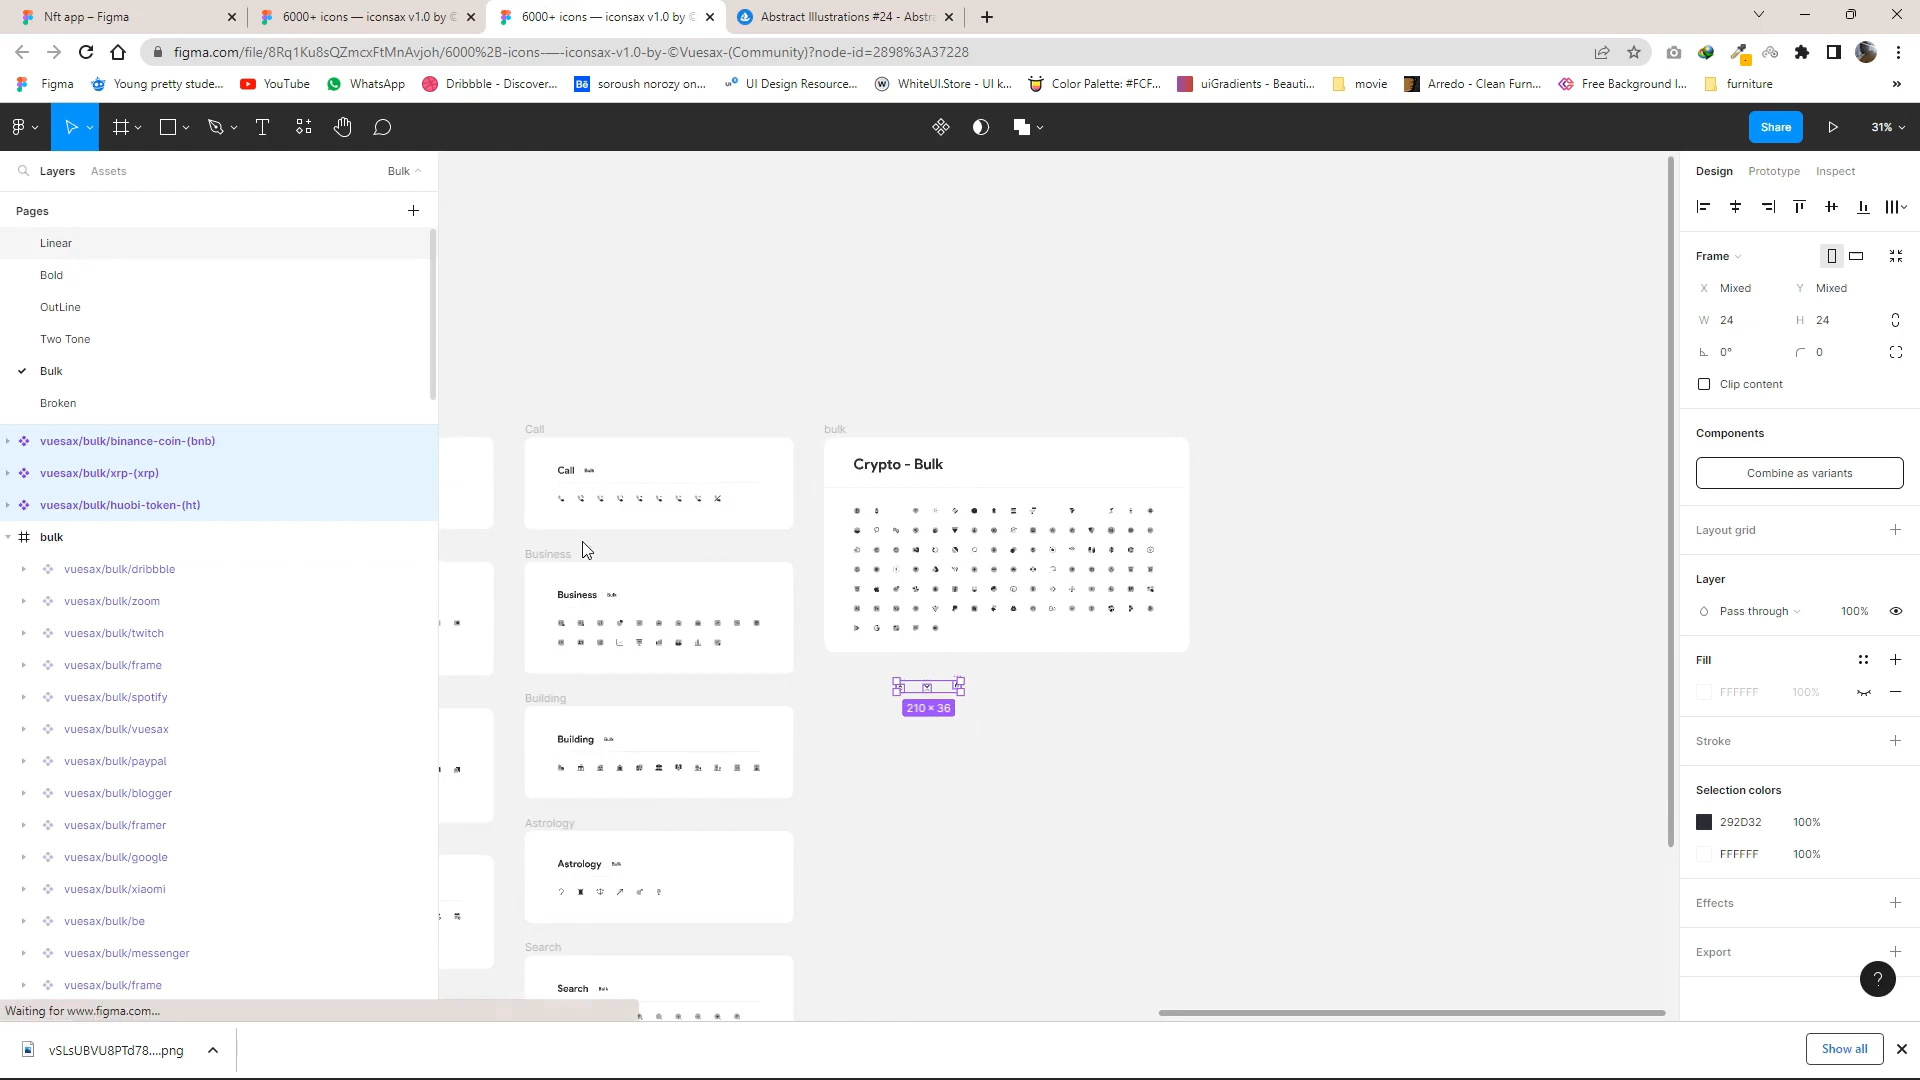 Nft app – Figma
6000+ icons — iconsax v1.0 by ©
6000+ icons — iconsax v1.0 by ©
Abstract Illustrations #24 - Abstra
figma.com/file/8Rq1Ku8sQZmcxFtMnAvjoh/6000%2B-icons-—-iconsax-v1.0-by-©Vuesax-(Community)?node-id=2898%3A37228
Figma
Young pretty stude...
YouTube
WhatsApp
Dribbble - Discover...
Bē
soroush norozy on...
UI Design Resource...
WhiteUI.Store - UI k...
Color Palette: #FCF...
uiGradients - Beauti...
movie
Arredo - Clean Furn...
Free Background I...
furniture
»
Share
31%
Layers
Assets
Bulk
Pages
Linear
Bold
OutLine
Two Tone
Bulk
Broken
vuesax/bulk/binance-coin-(bnb)
vuesax/bulk/xrp-(xrp)
vuesax/bulk/huobi-token-(ht)
bulk
vuesax/bulk/dribbble
vuesax/bulk/zoom
vuesax/bulk/twitch
vuesax/bulk/frame
vuesax/bulk/spotify
vuesax/bulk/vuesax
vuesax/bulk/paypal
vuesax/bulk/blogger
vuesax/bulk/framer
vuesax/bulk/google
vuesax/bulk/xiaomi
vuesax/bulk/be
vuesax/bulk/messenger
vuesax/bulk/frame
Waiting for www.figma.com...
Call
Call Bulk
Business
Business Bulk
Building
Building Bulk
Astrology
Astrology Bulk
Search
Search Bulk
bulk
Crypto - Bulk
210 × 36
Design
Prototype
Inspect
Frame
X Mixed
Y Mixed
W 24
H 24
0°
0
Clip content
Components
Combine as variants
Layout grid
Layer
Pass through
100%
Fill
FFFFFF
100%
Stroke
Selection colors
292D32
100%
FFFFFF
100%
Effects
Export
?
vSLsUBVU8PTd78....png
Show all